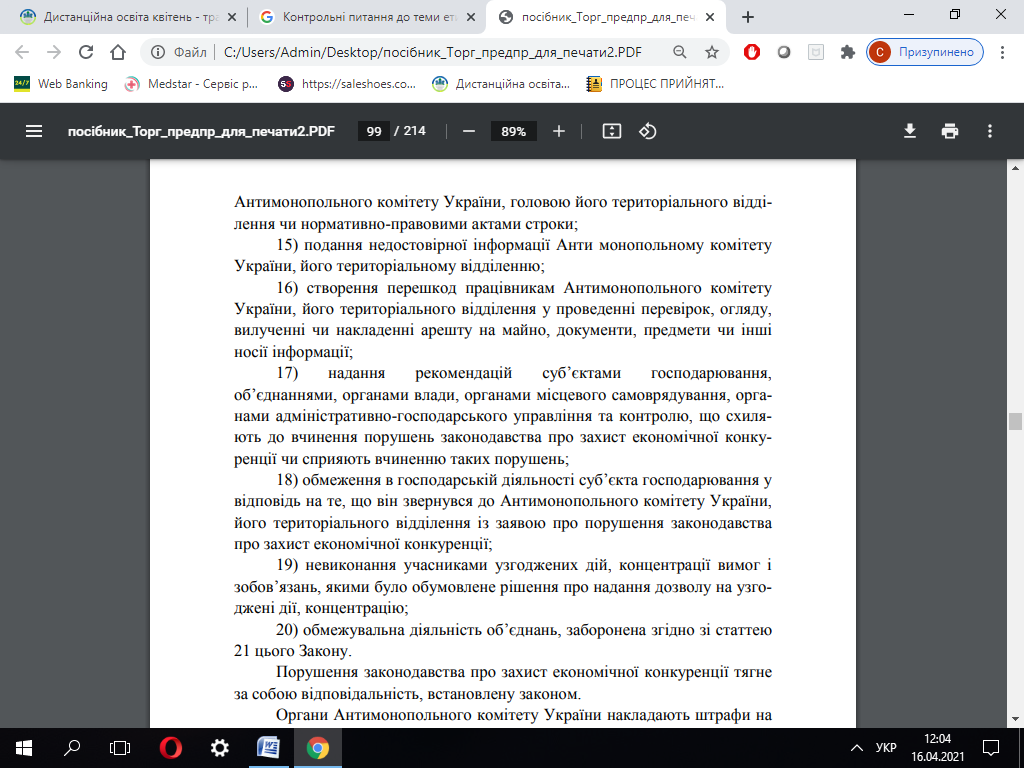 Дистанційна освіта квітень - тра
Контрольні питання до теми ет
посібник_Торг_предпр_для_печ
Файл | C:/Users/Admin/Desktop/посібник_Торг_предпр_для_печати2.PDF
C Призупинено
24/7 Web Banking
Medstar - Сервіс р...
SS https://saleshoes.co...
Дистанційна освіта...
ПРОЦЕС ПРИЙНЯТ...
посібник_Торг_предпр_для_печати2.PDF 99 / 214 89%
Антимонопольного комітету України, головою його територіального відді-
лення чи нормативно-правовими актами строки;
15) подання недостовірної інформації Анти монопольному комітету
України, його територіальному відділенню;
16) створення перешкод працівникам Антимонопольного комітету
України, його територіального відділення у проведенні перевірок, огляду,
вилученні чи накладенні арешту на майно, документи, предмети чи інші
носії інформації;
17) надання рекомендацій суб’єктами господарювання,
об’єднаннями, органами влади, органами місцевого самоврядування, орга-
нами адміністративно-господарського управління та контролю, що схиля-
ють до вчинення порушень законодавства про захист економічної конку-
ренції чи сприяють вчиненню таких порушень;
18) обмеження в господарській діяльності суб’єкта господарювання у
відповідь на те, що він звернувся до Антимонопольного комітету України,
його територіального відділення із заявою про порушення законодавства
про захист економічної конкуренції;
19) невиконання учасниками узгоджених дій, концентрації вимог і
зобов’язань, якими було обумовлене рішення про надання дозволу на узго-
джені дії, концентрацію;
20) обмежувальна діяльність об’єднань, заборонена згідно зі статтею
21 цього Закону.
Порушення законодавства про захист економічної конкуренції тягне
за собою відповідальність, встановлену законом.
Органи Антимонопольного комітету України накладають штрафи на
УКР
12:04
16.04.2021